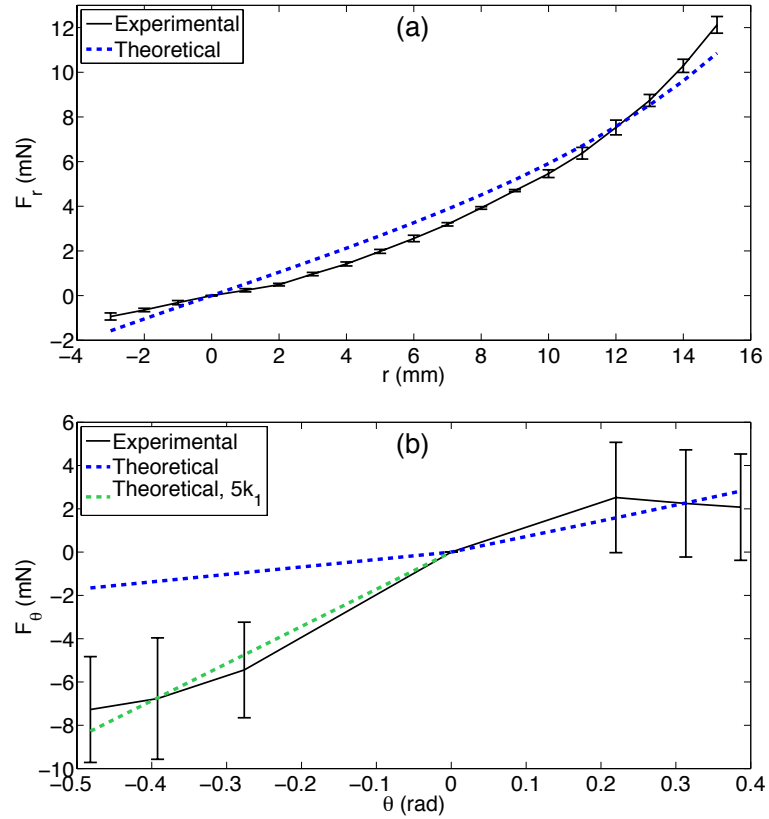 (a)
Experimental
Theoretical
F_r (mN)
12
10
8
6
4
2
0
−2
−4 −2 0 2 4 6 8 10 12 14 16
r (mm)
(b)
Experimental
Theoretical
Theoretical, 5k_1
F_θ (mN)
6
4
2
0
−2
−4
−6
−8
−10
−0.5 −0.4 −0.3 −0.2 −0.1 0 0.1 0.2 0.3 0.4
θ (rad)